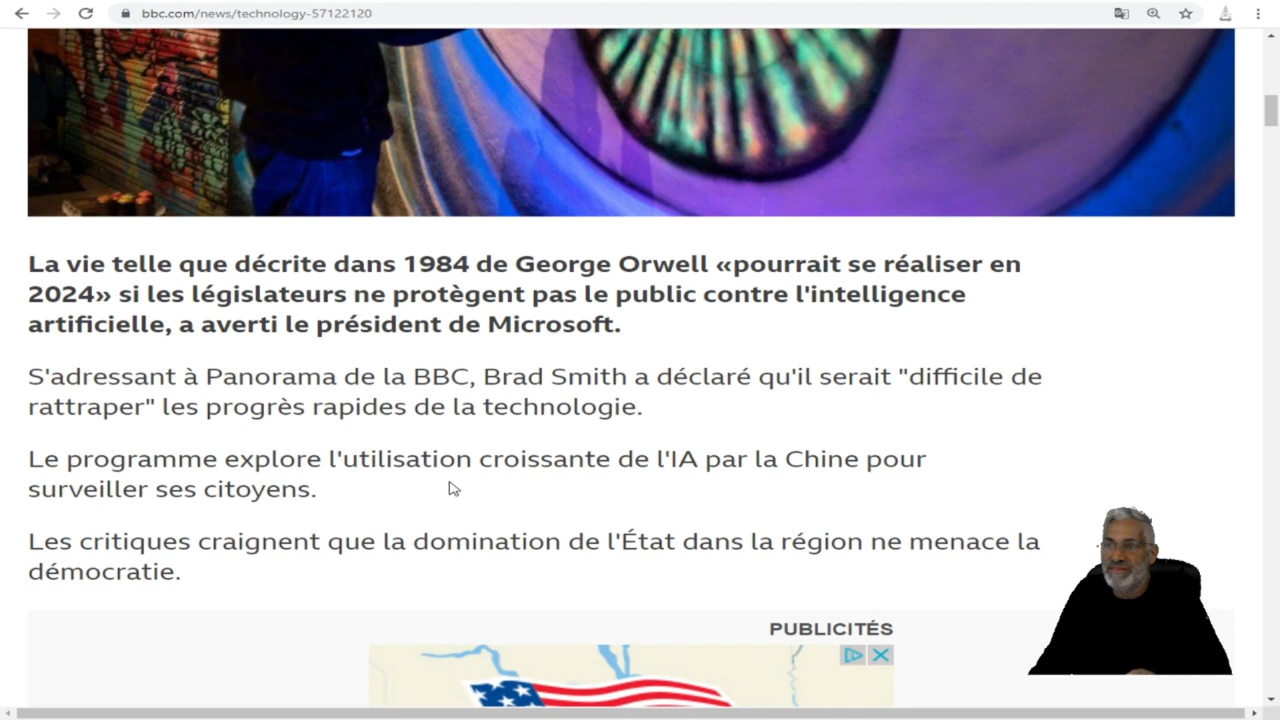 bbc.com/news/technology-57122120
La vie telle que décrite dans 1984 de George Orwell «pourrait se réaliser en
2024» si les législateurs ne protègent pas le public contre l'intelligence
artificielle, a averti le président de Microsoft.
S'adressant à Panorama de la BBC, Brad Smith a déclaré qu'il serait "difficile de
rattraper" les progrès rapides de la technologie.
Le programme explore l'utilisation croissante de l'IA par la Chine pour
surveiller ses citoyens.
Les critiques craignent que la domination de l'État dans la région ne menace la
démocratie.
PUBLICITÉS